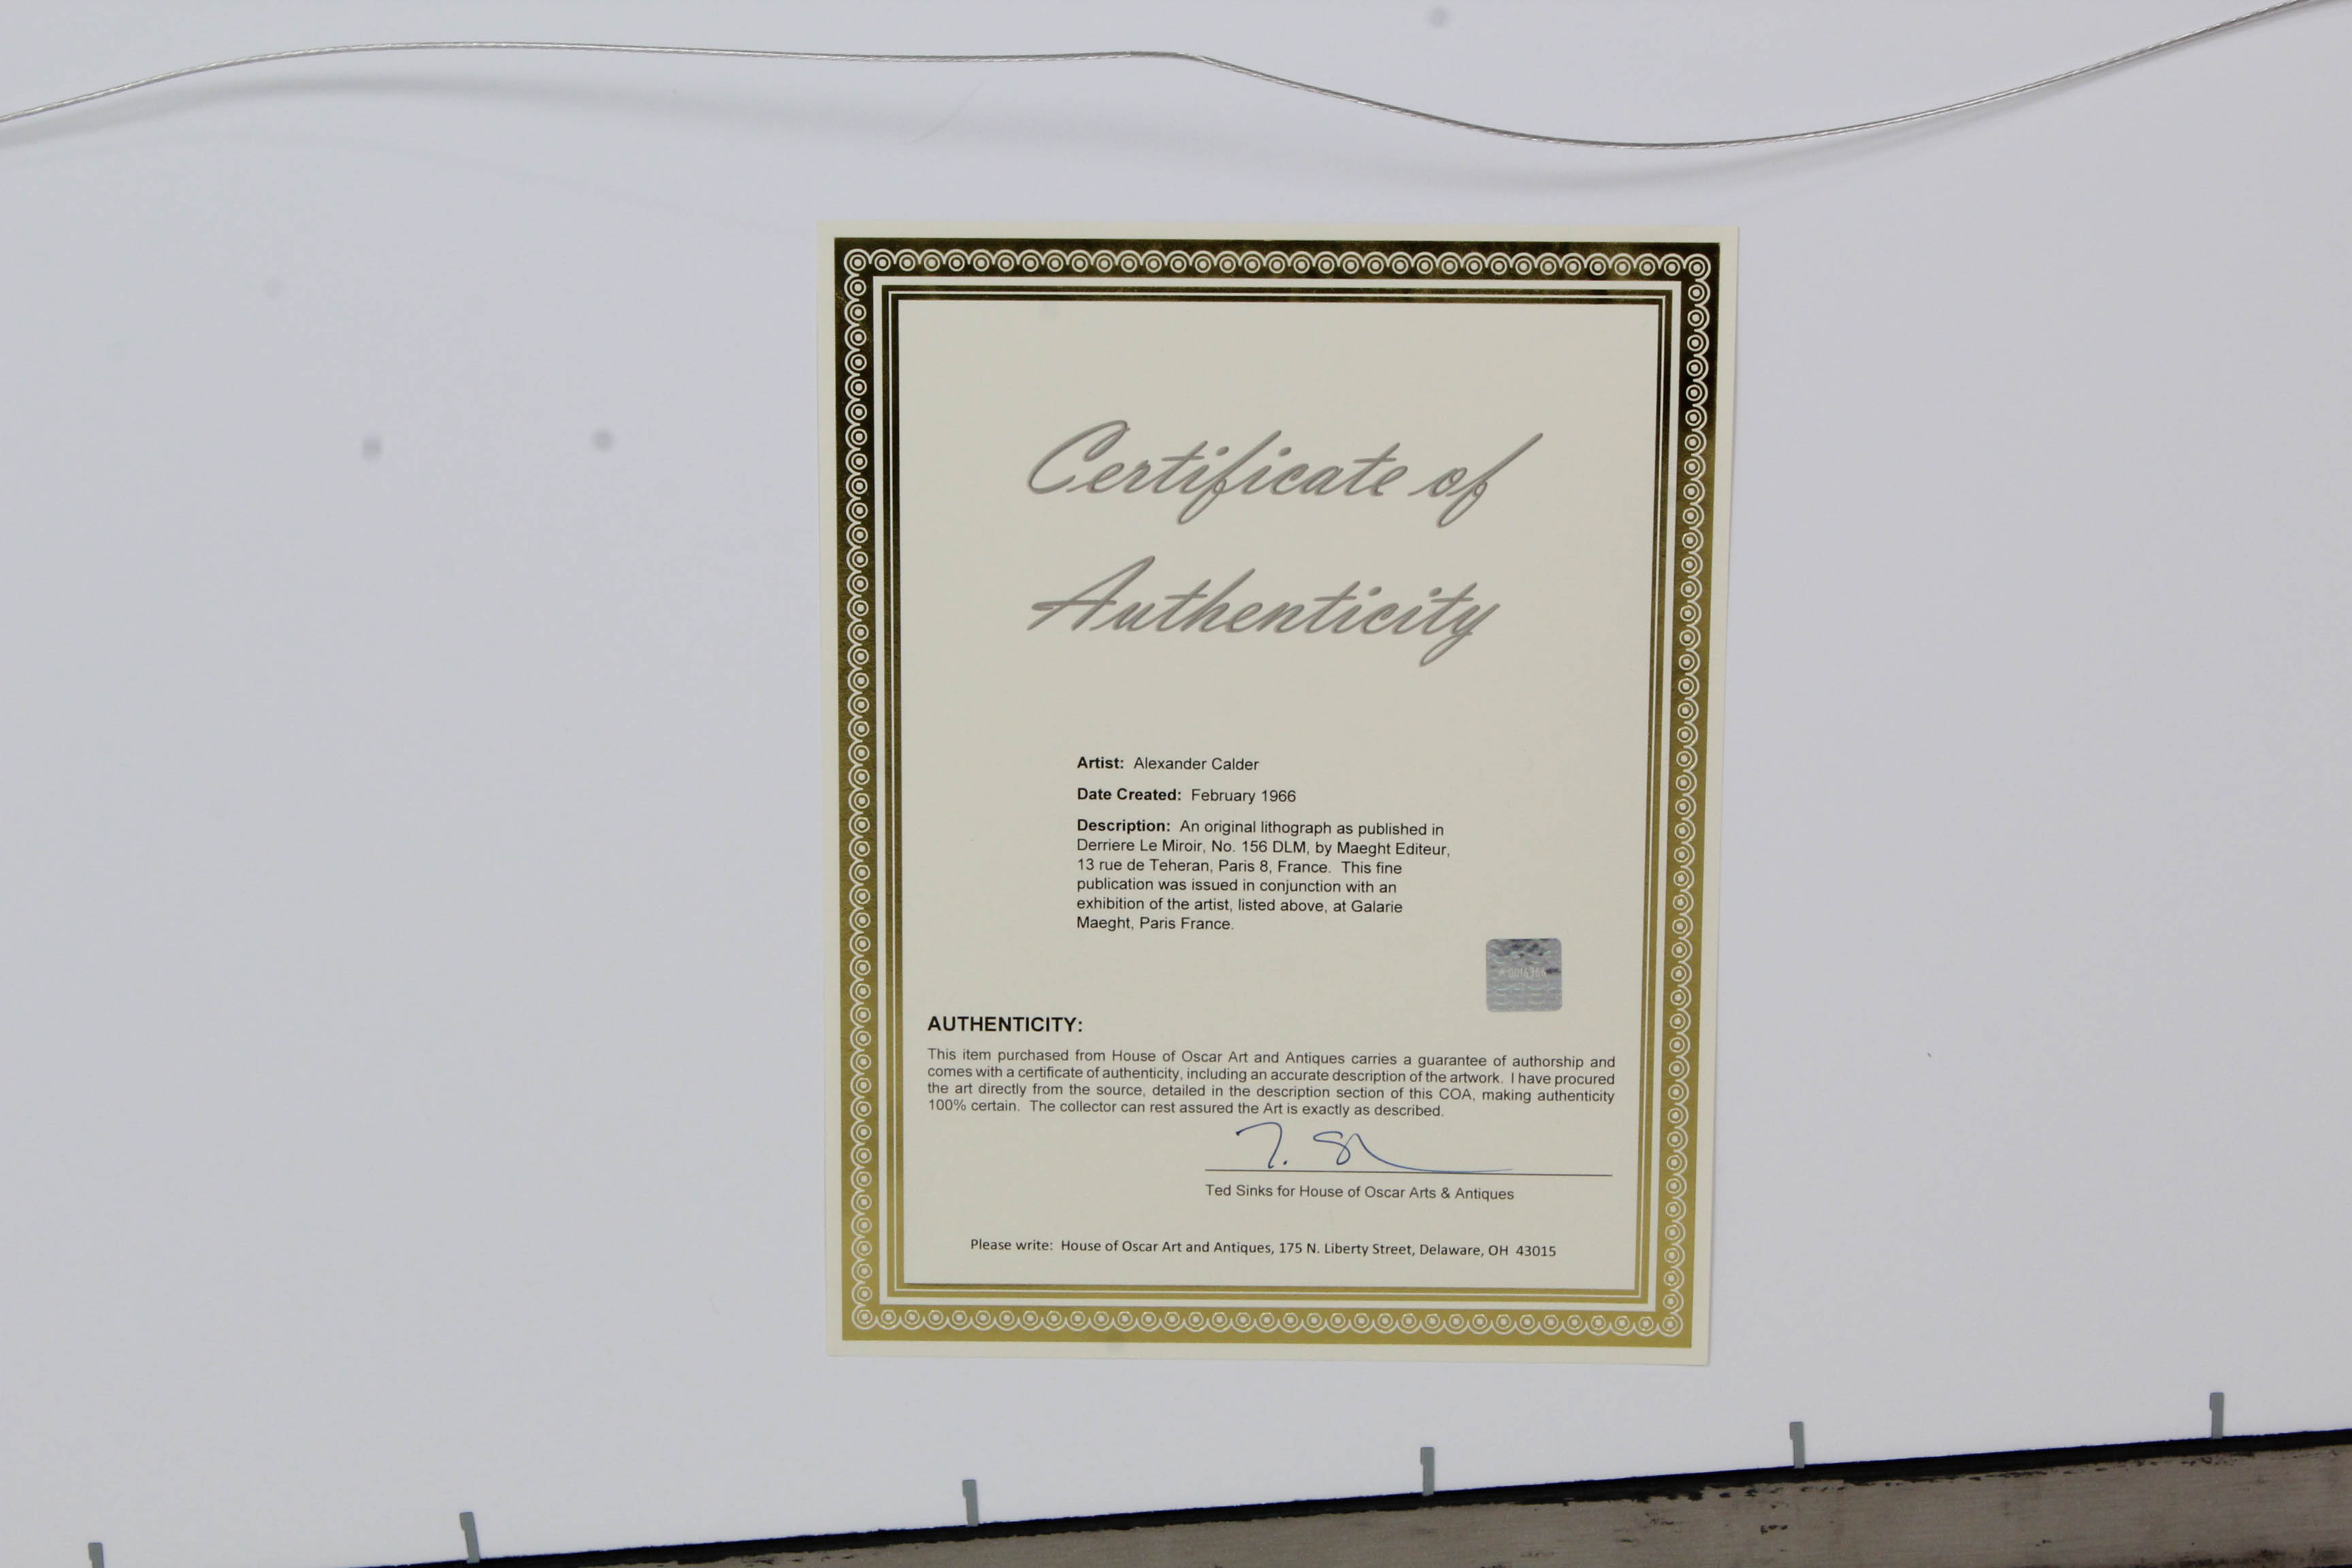 Certificate of
Authenticity
Artist: Alexander Calder
Date Created: February 1966
Description: An original lithograph as published in
Derriere Le Miroir, No. 156 DLM, by Maeght Editeur,
13 rue de Teheran, Paris 8, France. This fine
publication was issued in conjunction with an
exhibition of the artist, listed above, at Galarie
Maeght, Paris France.
AUTHENTICITY:
This item purchased from House of Oscar Art and Antiques carries a guarantee of authorship and
comes with a certificate of authenticity, including an accurate description of the artwork. I have procured
the art directly from the source, detailed in the description section of this COA, making authenticity
100% certain. The collector can rest assured the Art is exactly as described.
Ted Sinks for House of Oscar Arts & Antiques
Please write: House of Oscar Art and Antiques, 175 N. Liberty Street, Delaware, OH 43015